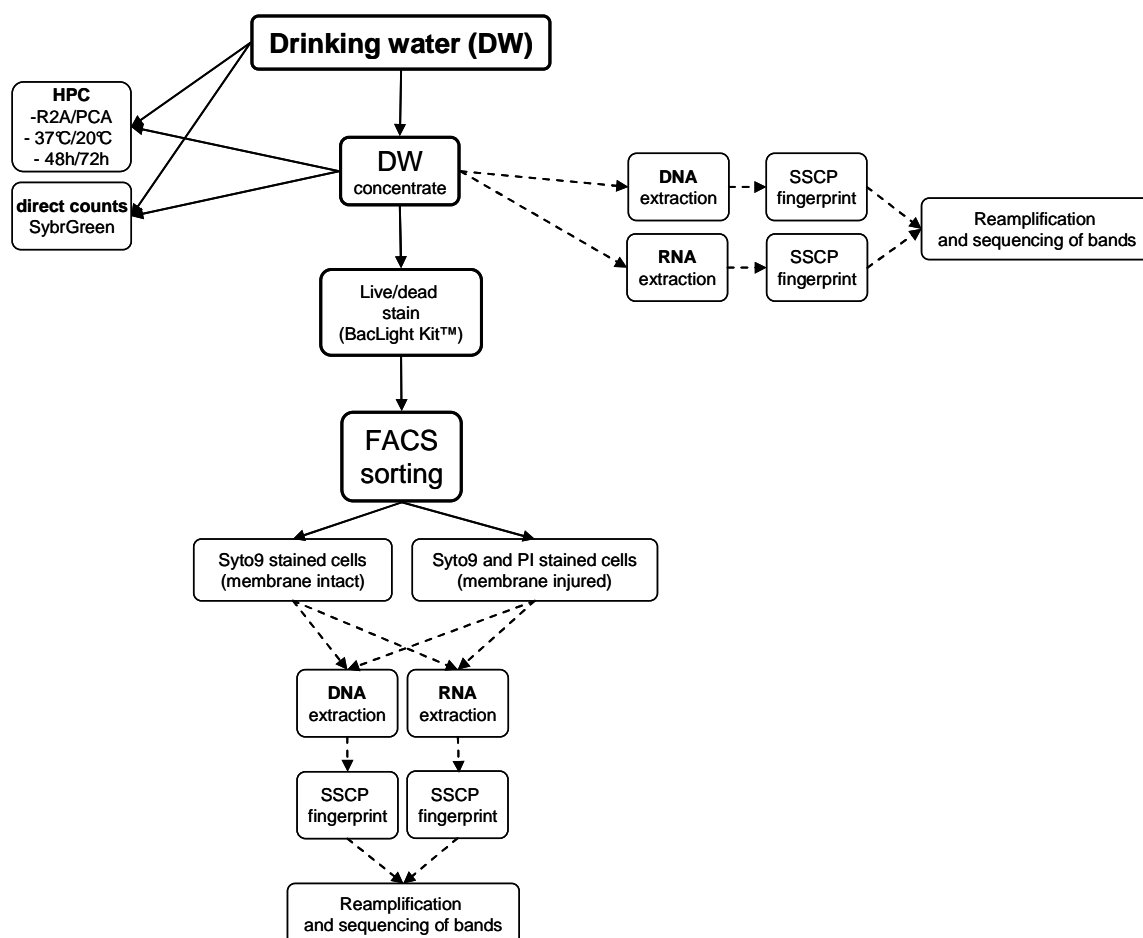 Drinking water (DW)
HPC
-R2A/PCA
- 37℃/20℃
- 48h/72h
direct counts
SybrGreen
DW
concentrate
DNA
extraction
SSCP
fingerprint
RNA
extraction
SSCP
fingerprint
Reamplification
and sequencing of bands
Live/dead
stain
(BacLight Kit™)
FACS
sorting
Syto9 stained cells
(membrane intact)
Syto9 and PI stained cells
(membrane injured)
DNA
extraction
RNA
extraction
SSCP
fingerprint
SSCP
fingerprint
Reamplification
and sequencing of bands